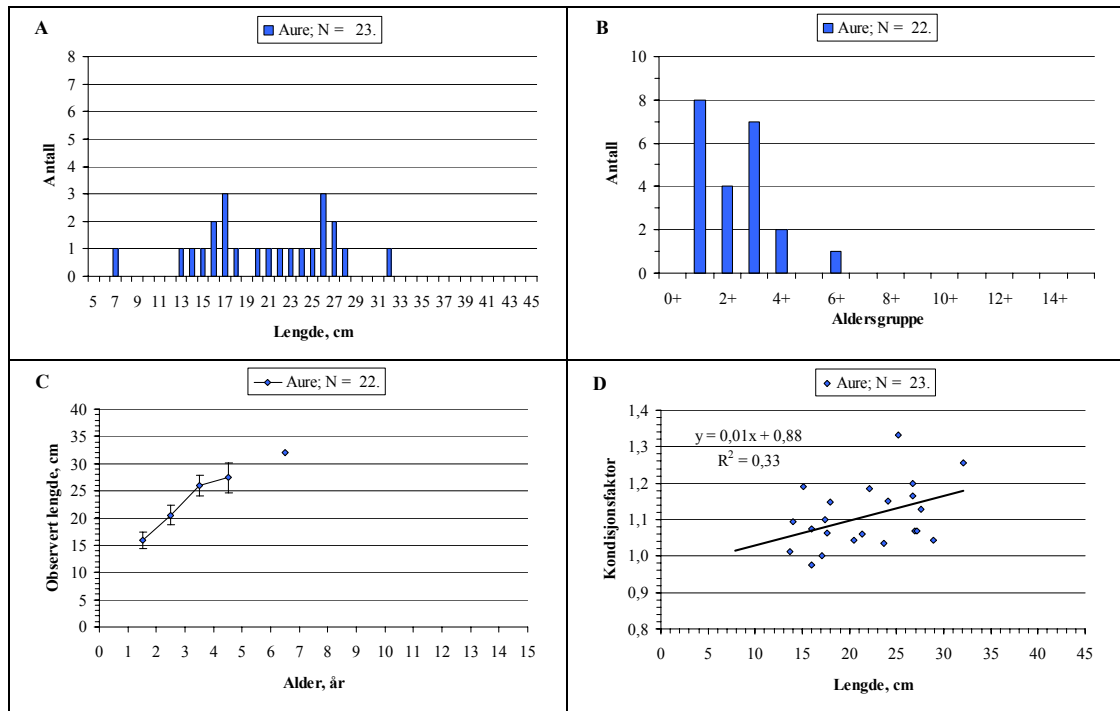 A
Aure; N = 23.
Antall
8
7
6
5
4
3
2
1
0
5 7 9 11 13 15 17 19 21 23 25 27 29 31 33 35 37 39 41 43 45
Lengde, cm
B
Aure; N = 22.
Antall
10
8
6
4
2
0
0+ 2+ 4+ 6+ 8+ 10+ 12+ 14+
Aldersgruppe
C
Aure; N = 22.
Observert lengde, cm
40
35
30
25
20
15
10
5
0
0 1 2 3 4 5 6 7 8 9 10 11 12 13 14 15
Alder, år
D
Aure; N = 23.
Kondisjonsfaktor
1,4
1,3
1,2
1,1
1,0
0,9
0,8
y = 0,01x + 0,88
R² = 0,33
0 5 10 15 20 25 30 35 40 45
Lengde, cm